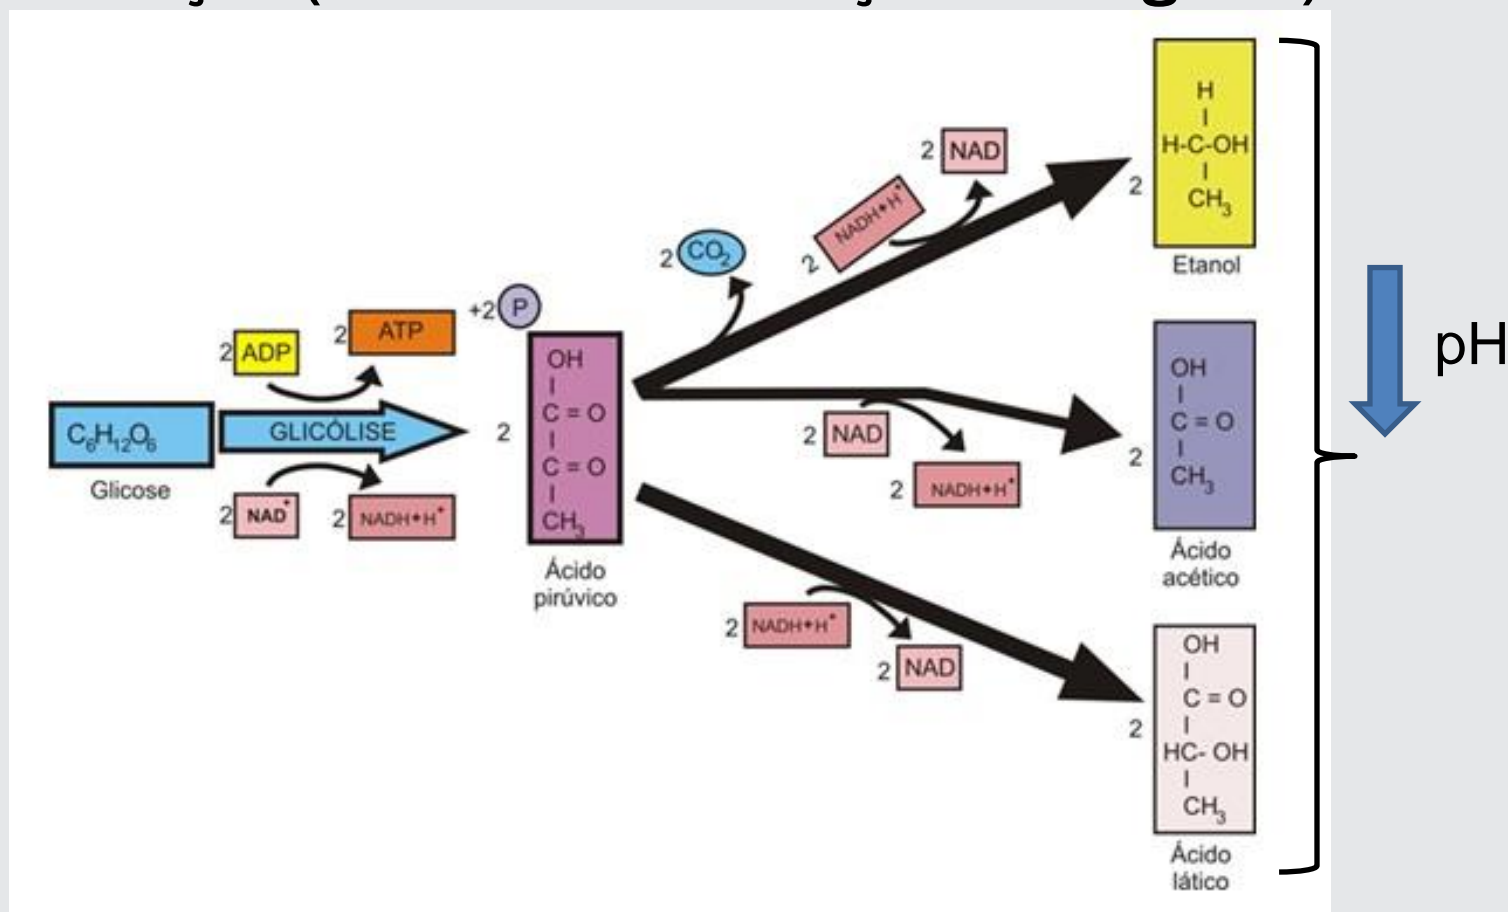 C6H12O6
Glicose
2 ADP
2 ATP
GLICÓLISE
2 NAD+
2 NADH+H+
+2 P
2
OH
C = O
C = O
CH3
Ácido
pirúvico
2 CO2
2 NADH+H+
2 NAD
2
H
H-C-OH
CH3
Etanol
2 NAD
2 NADH+H+
2
OH
C = O
CH3
Ácido
acético
2 NADH+H+
2 NAD
2
OH
C = O
HC- OH
CH3
Ácido
lático
pH